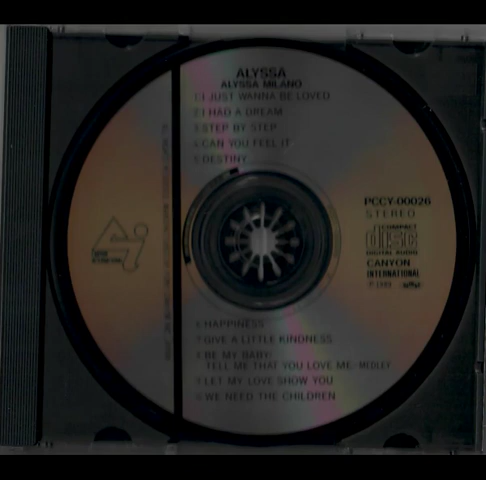 ALYSSA
ALYSSA MILANO
1 I JUST WANNA BE LOVED
2 I HAD A DREAM
3 STEP BY STEP
4 CAN YOU FEEL IT
5 DESTINY
PCCY-00026
STEREO
COMPACT
disc
DIGITAL AUDIO
CANYON
INTERNATIONAL
6 HAPPINESS
7 GIVE A LITTLE KINDNESS
8 BE MY BABY/
TELL ME THAT YOU LOVE ME-MEDLEY
9 LET MY LOVE SHOW YOU
WE NEED THE CHILDREN